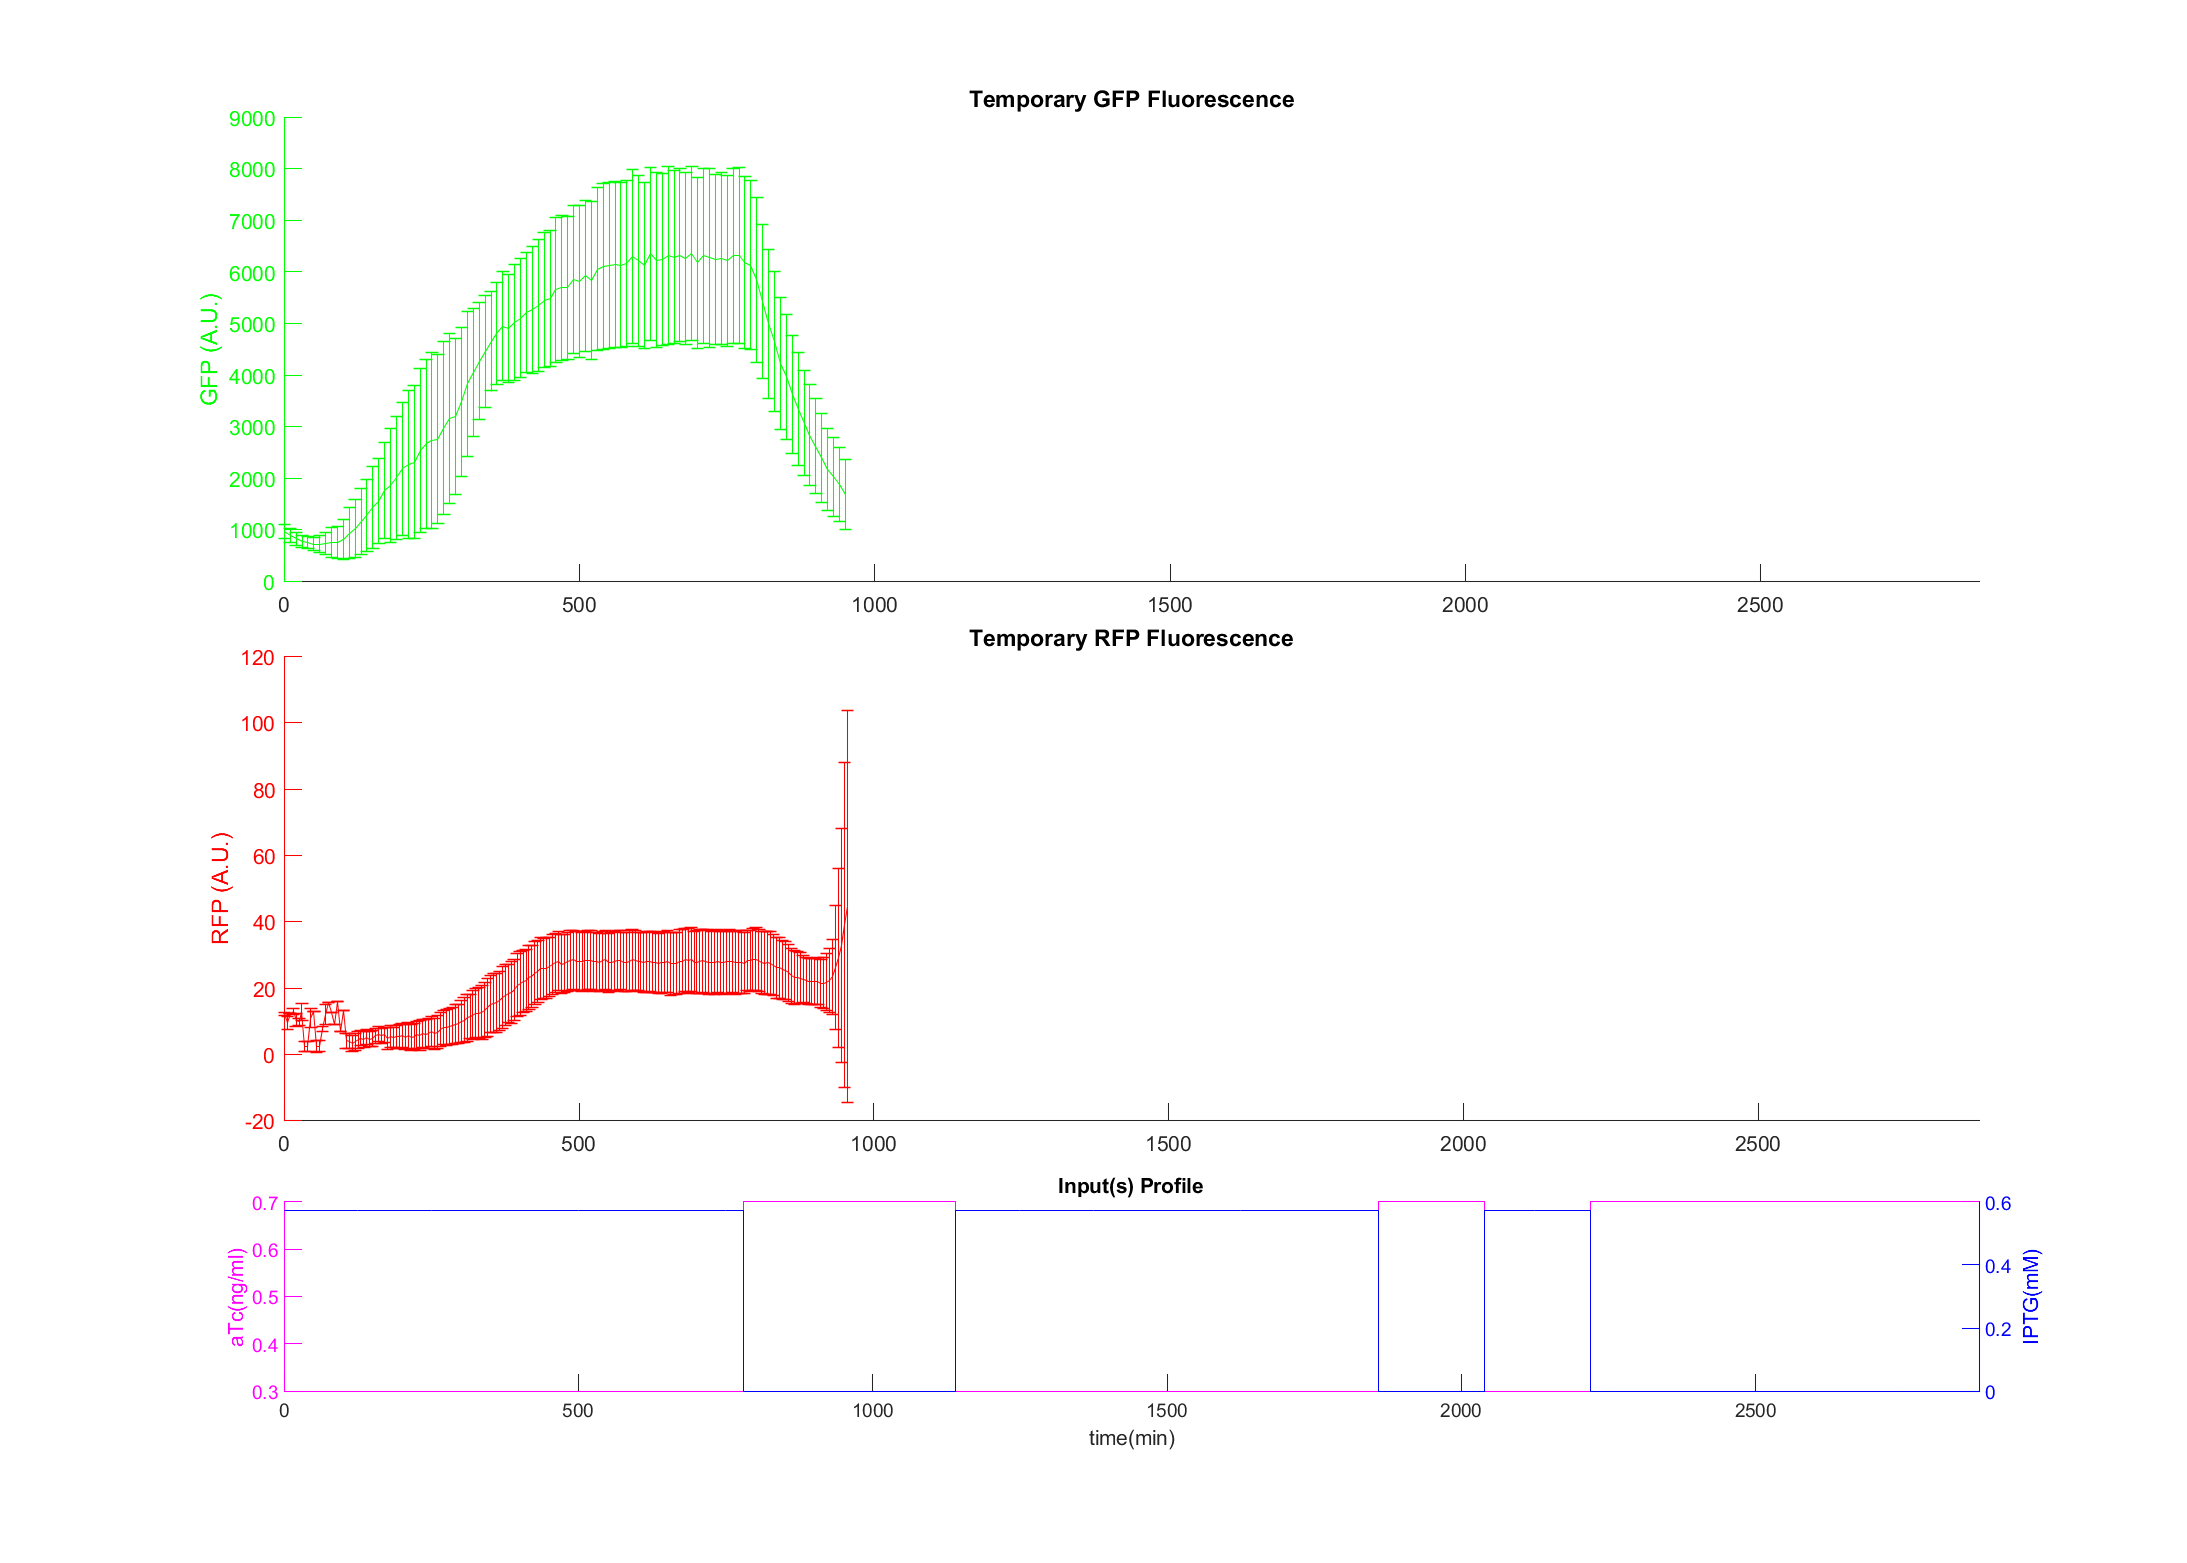 Temporary GFP Fluorescence
9000
8000
7000
6000
5000
4000
3000
2000
1000
0
GFP (A.U.)
0 500 1000 1500 2000 2500
Temporary RFP Fluorescence
120
100
80
60
40
20
0
-20
RFP (A.U.)
0 500 1000 1500 2000 2500
Input(s) Profile
0.7
0.6
0.5
0.4
0.3
aTc(ng/ml)
0.6
0.4
0.2
0
IPTG(mM)
0 500 1000 1500 2000 2500
time(min)